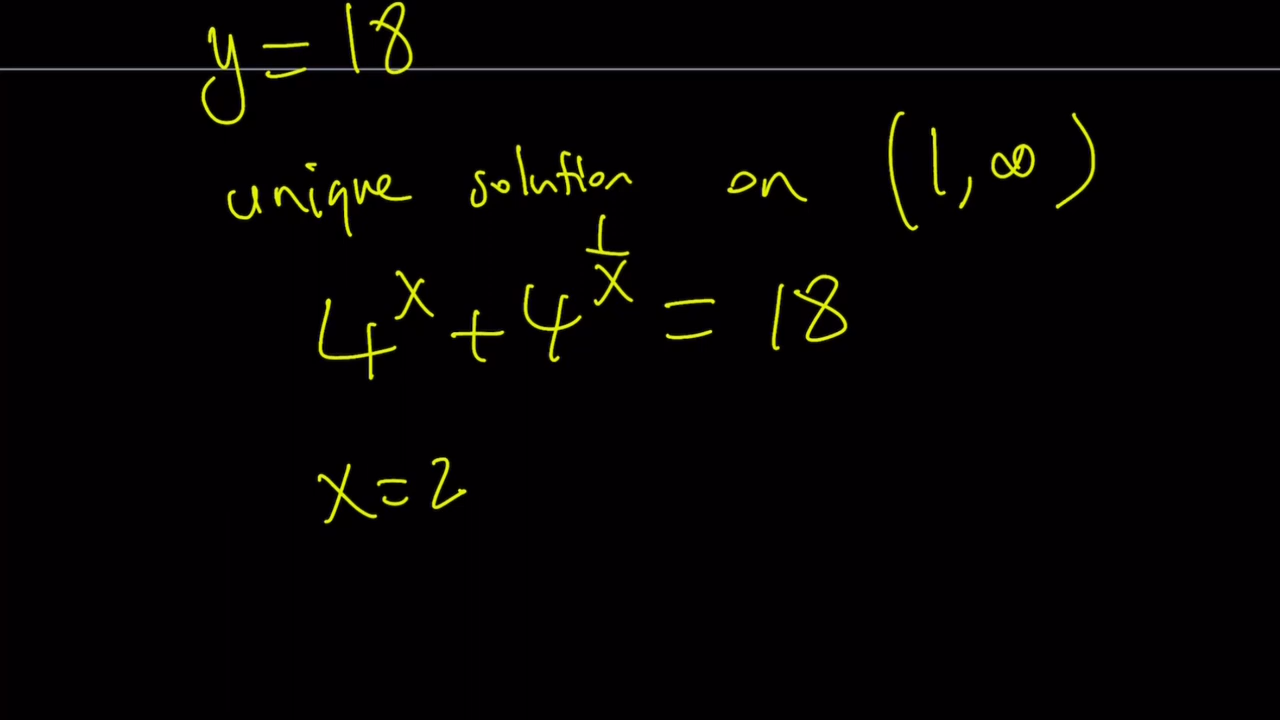 y = 18
unique solution on (1, ∞)
4^x + 4^(1/x) = 18
x = 2